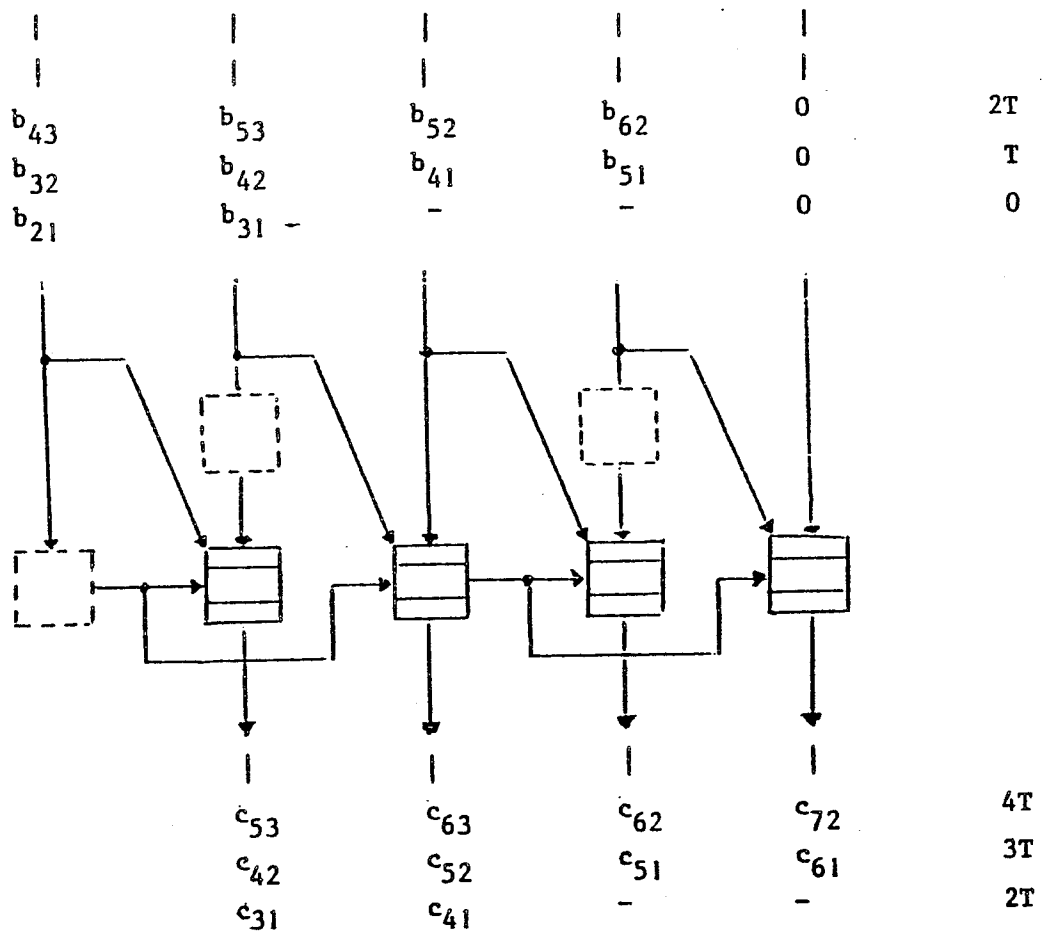 b43 b53 b52 b62 0 2T
b32 b42 b41 b51 0 T
b21 b31 - - - 0 0
c53 c63 c62 c72 4T
c42 c52 c51 c61 3T
c31 c41 - - 2T